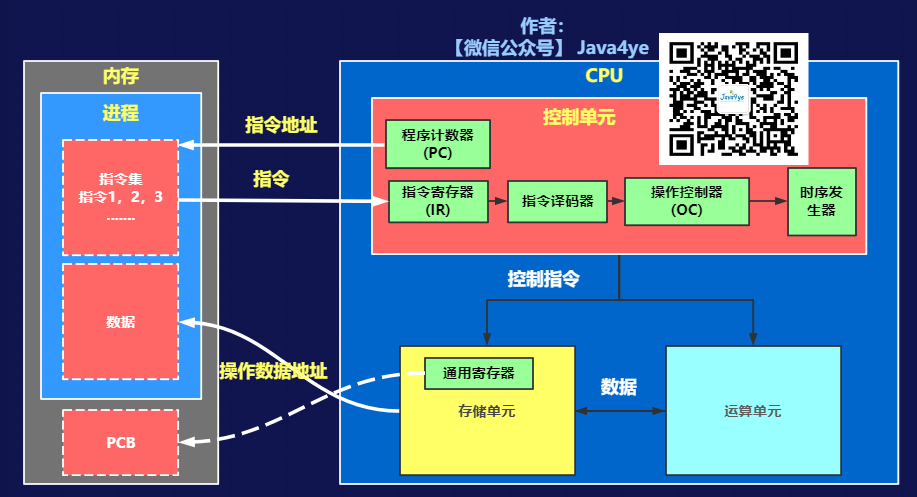 作者:
【微信公众号】 Java4ye
Java4ye
内存
进程
指令集
指令1，2，3
.......
数据
PCB
指令地址
指令
操作数据地址
CPU
控制单元
程序计数器
(PC)
指令寄存器
(IR)
指令译码器
操作控制器
(OC)
时序发
生器
控制指令
通用寄存器
存储单元
数据
运算单元